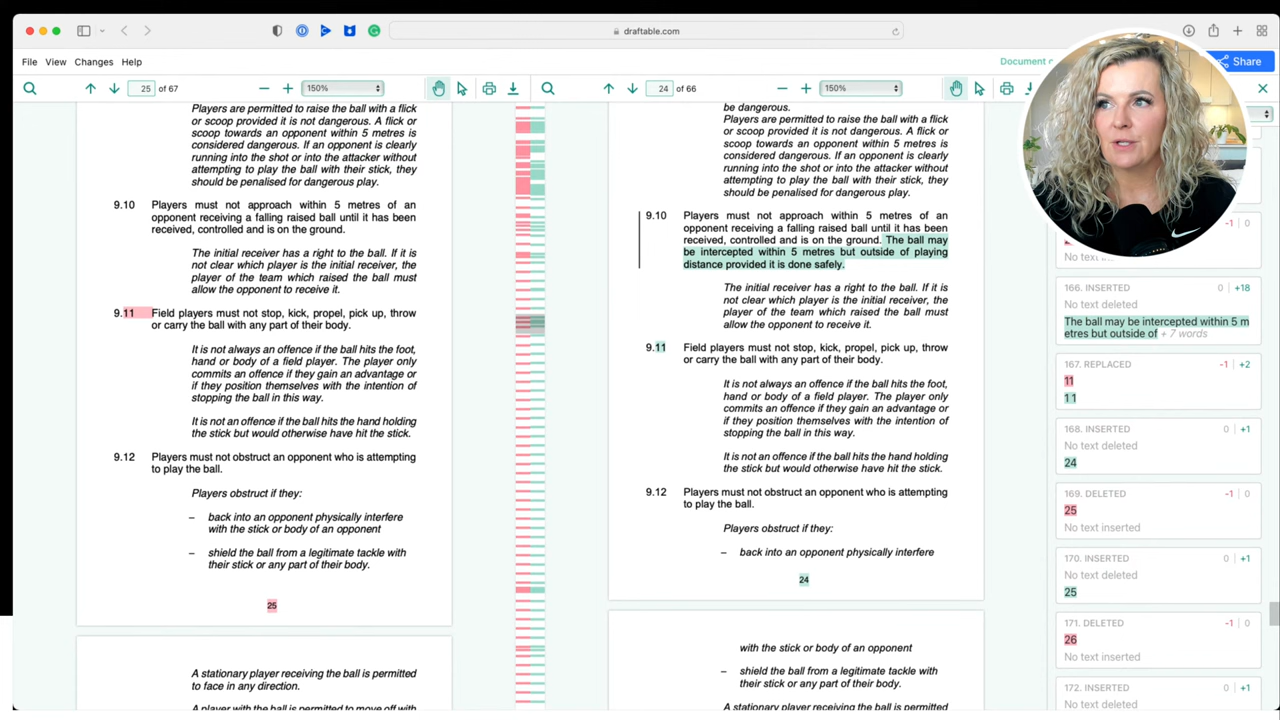 draftable.com
File View Changes Help
Document
Share
25 of 67
150%
24 of 66
150%
Players are permitted to raise the ball with a flick
or scoop provided it is not dangerous. A flick or
scoop towards an opponent within 5 metres is
considered dangerous. If an opponent is clearly
running into the shot or into the attacker without
attempting to play the ball with their stick, they
should be penalised for dangerous play.
9.10 Players must not approach within 5 metres of an
opponent receiving a falling raised ball until it has been
received, controlled and is on the ground.
The initial receiver has a right to the ball. If it is
not clear which player is the initial receiver, the
player of the team which raised the ball must
allow the opponent to receive it.
9.11 Field players must not stop, kick, propel, pick up, throw
or carry the ball with any part of their body.
It is not always an offence if the ball hits the foot,
hand or body of a field player. The player only
commits an offence if they gain an advantage or
if they position themselves with the intention of
stopping the ball in this way.
It is not an offence if the ball hits the hand holding
the stick but would otherwise have hit the stick.
9.12 Players must not obstruct an opponent who is attempting
to play the ball.
Players obstruct if they:
– back into an opponent physically interfere
with the stick or body of an opponent
– shield the ball from a legitimate tackle with
their stick or any part of their body.
25
A stationary player receiving the ball is permitted
to face in any direction.
A player with the ball is permitted to move off with
be dangerous.
Players are permitted to raise the ball with a flick
or scoop provided it is not dangerous. A flick or
scoop towards an opponent within 5 metres is
considered dangerous. If an opponent is clearly
running into the shot or into the attacker without
attempting to play the ball with their stick, they
should be penalised for dangerous play.
9.10 Players must not approach within 5 metres of an
opponent receiving a falling raised ball until it has been
received, controlled and is on the ground. The ball may
be intercepted within 5 metres but outside of playing
distance provided it is done safely.
The initial receiver has a right to the ball. If it is
not clear which player is the initial receiver, the
player of the team which raised the ball must
allow the opponent to receive it.
9.11 Field players must not stop, kick, propel, pick up, throw
or carry the ball with any part of their body.
It is not always an offence if the ball hits the foot,
hand or body of a field player. The player only
commits an offence if they gain an advantage or
if they position themselves with the intention of
stopping the ball in this way.
It is not an offence if the ball hits the hand holding
the stick but would otherwise have hit the stick.
9.12 Players must not obstruct an opponent who is attempting
to play the ball.
Players obstruct if they:
– back into an opponent physically interfere
24
with the stick or body of an opponent
– shield the ball from a legitimate tackle with
their stick or any part of their body.
A stationary player receiving the ball is permitted
-1 0
No text inserted
166. INSERTED 0 +18
No text deleted
The ball may be intercepted within 5 m
etres but outside of + 7 words
167. REPLACED -1 +2
11
11
168. INSERTED 0 +1
No text deleted
24
169. DELETED -1 0
25
No text inserted
170. INSERTED 0 +1
No text deleted
25
171. DELETED -1 0
26
No text inserted
172. INSERTED 0 +1
No text deleted